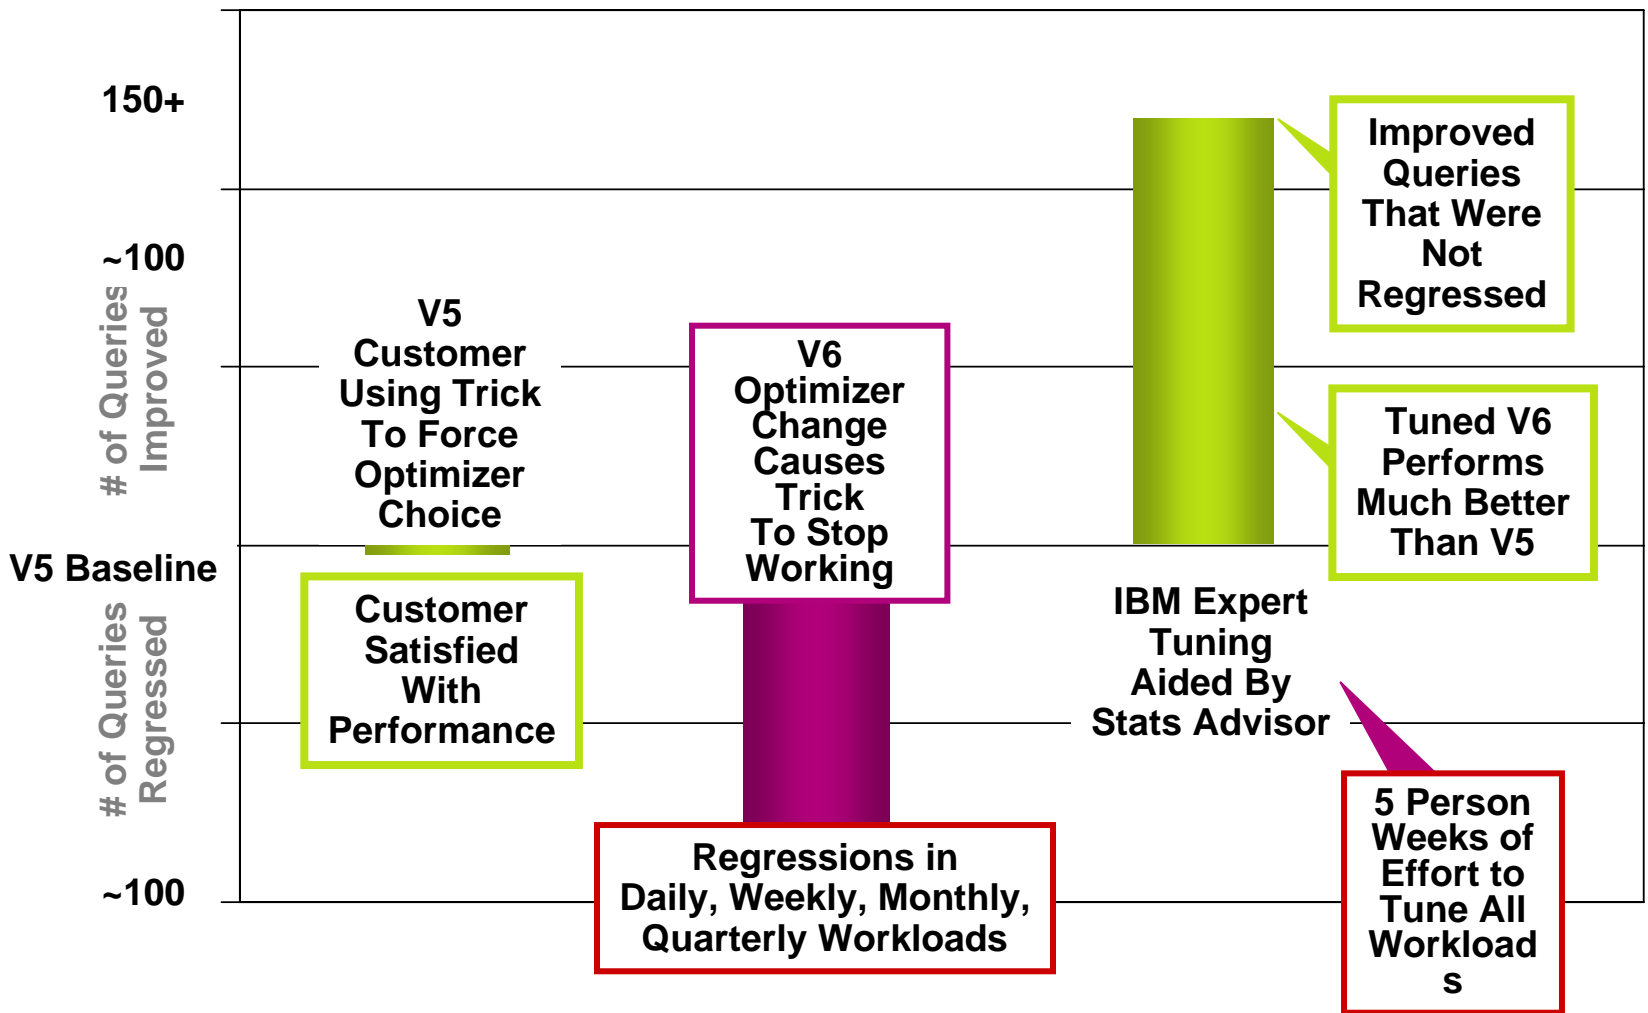 150+
~100
# of Queries
Improved
V5 Baseline
# of Queries
Regressed
~100
V5
Customer
Using Trick
To Force
Optimizer
Choice
Customer
Satisfied
With
Performance
V6
Optimizer
Change
Causes
Trick
To Stop
Working
Regressions in
Daily, Weekly, Monthly,
Quarterly Workloads
Improved
Queries
That Were
Not
Regressed
Tuned V6
Performs
Much Better
Than V5
IBM Expert
Tuning
Aided By
Stats Advisor
5 Person
Weeks of
Effort to
Tune All
Workload
s